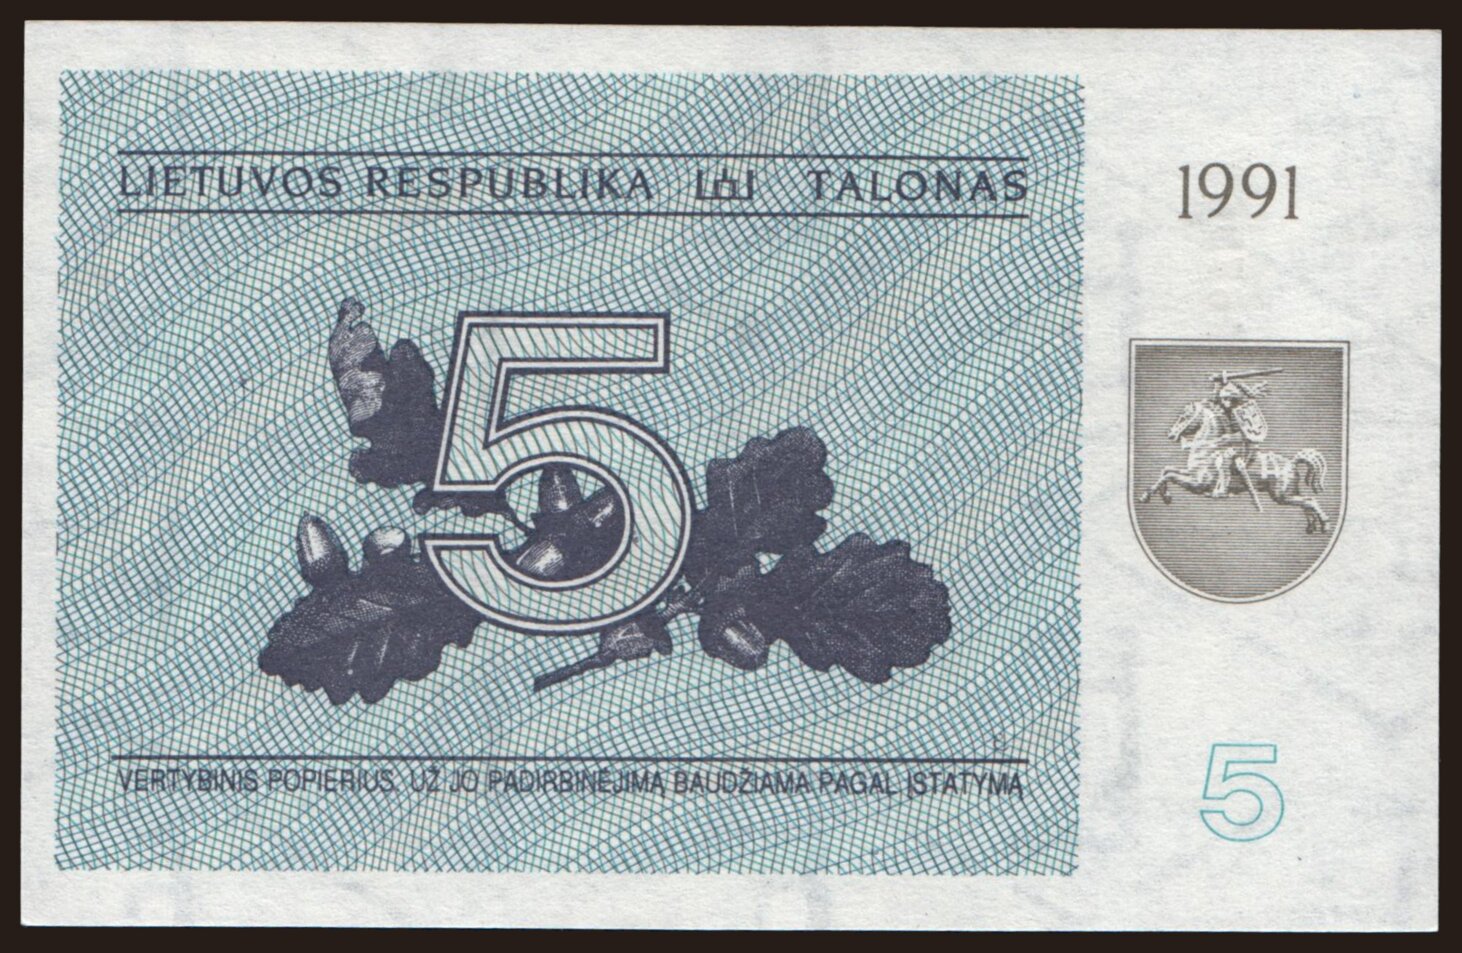 LIETUVOS RESPUBLIKA TALONAS
1991
5
VERTYBINIS POPIERIUS. UŽ JO PADIRBINĖJIMĄ BAUDŽIAMA PAGAL ĮSTATYMĄ
5